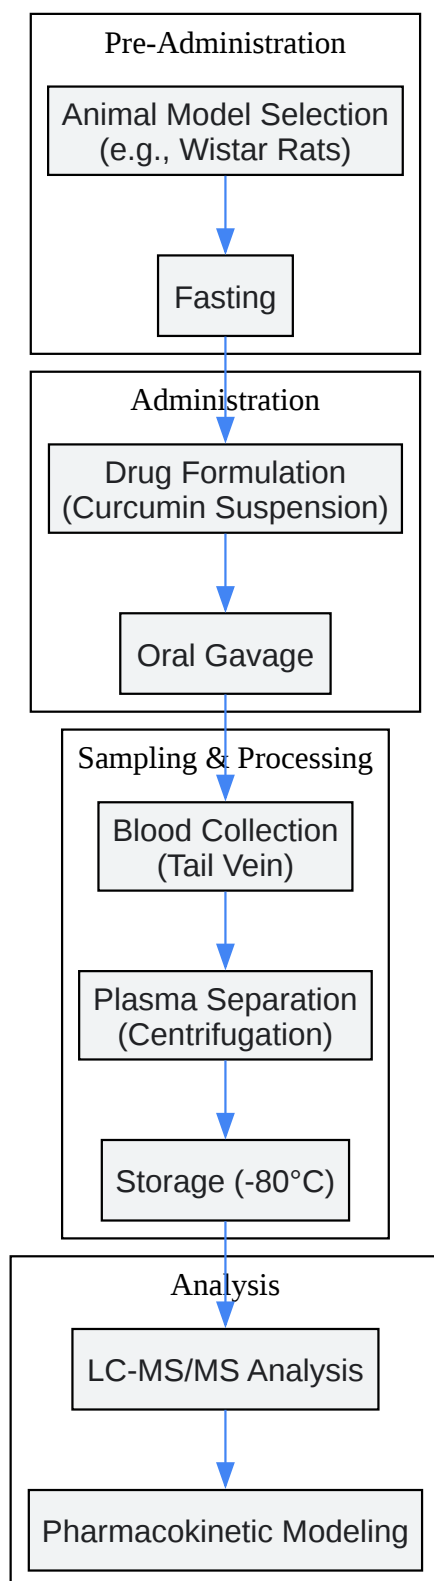 Pre-Administration
Animal Model Selection
(e.g., Wistar Rats)
Fasting
Administration
Drug Formulation
(Curcumin Suspension)
Oral Gavage
Sampling & Processing
Blood Collection
(Tail Vein)
Plasma Separation
(Centrifugation)
Storage (-80°C)
Analysis
LC-MS/MS Analysis
Pharmacokinetic Modeling